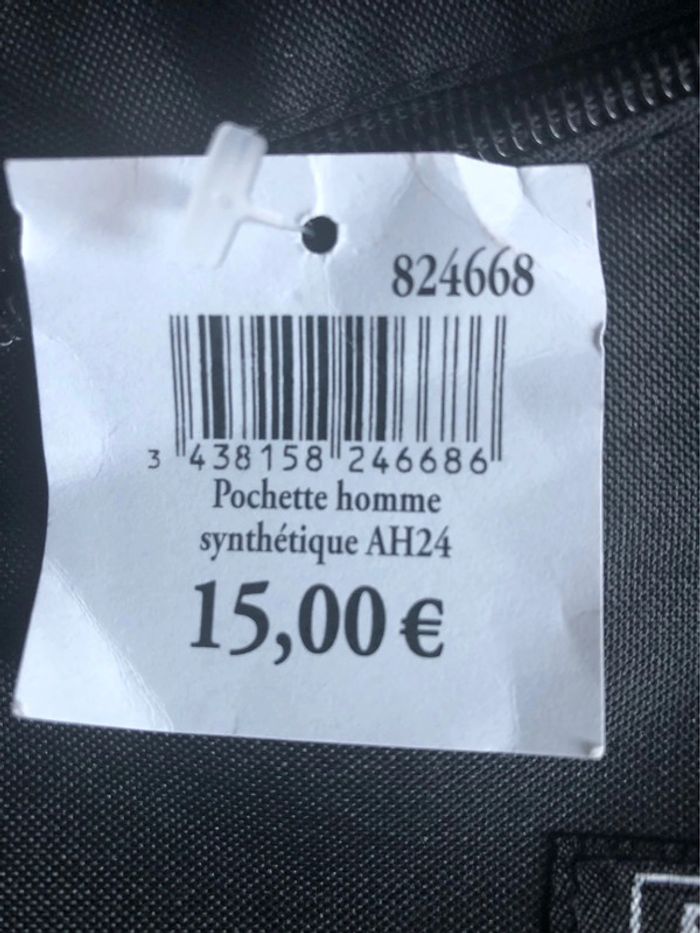 824668
3 438158 246686
Pochette homme
synthétique AH24
15,00 €